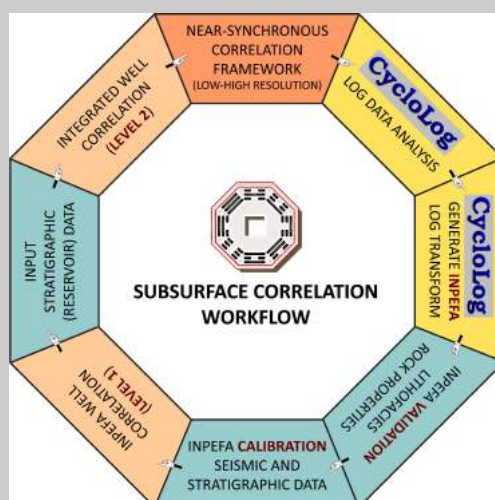 NEAR-SYNCHRONOUS
CORRELATION
FRAMEWORK
(LOW-HIGH RESOLUTION)
CycloLog
LOG DATA ANALYSIS
CycloLog
GENERATE INPEFA
LOG TRANSFORM
INPEFA VALIDATION
LITHOFACIES
ROCK PROPERTIES
INPEFA CALIBRATION
SEISMIC AND
STRATIGRAPHIC DATA
INPEFA WELL
CORRELATION
(LEVEL 1)
INPUT
STRATIGRAPHIC
(RESERVOIR) DATA
INTEGRATED WELL
CORRELATION
(LEVEL 2)
SUBSURFACE CORRELATION
WORKFLOW